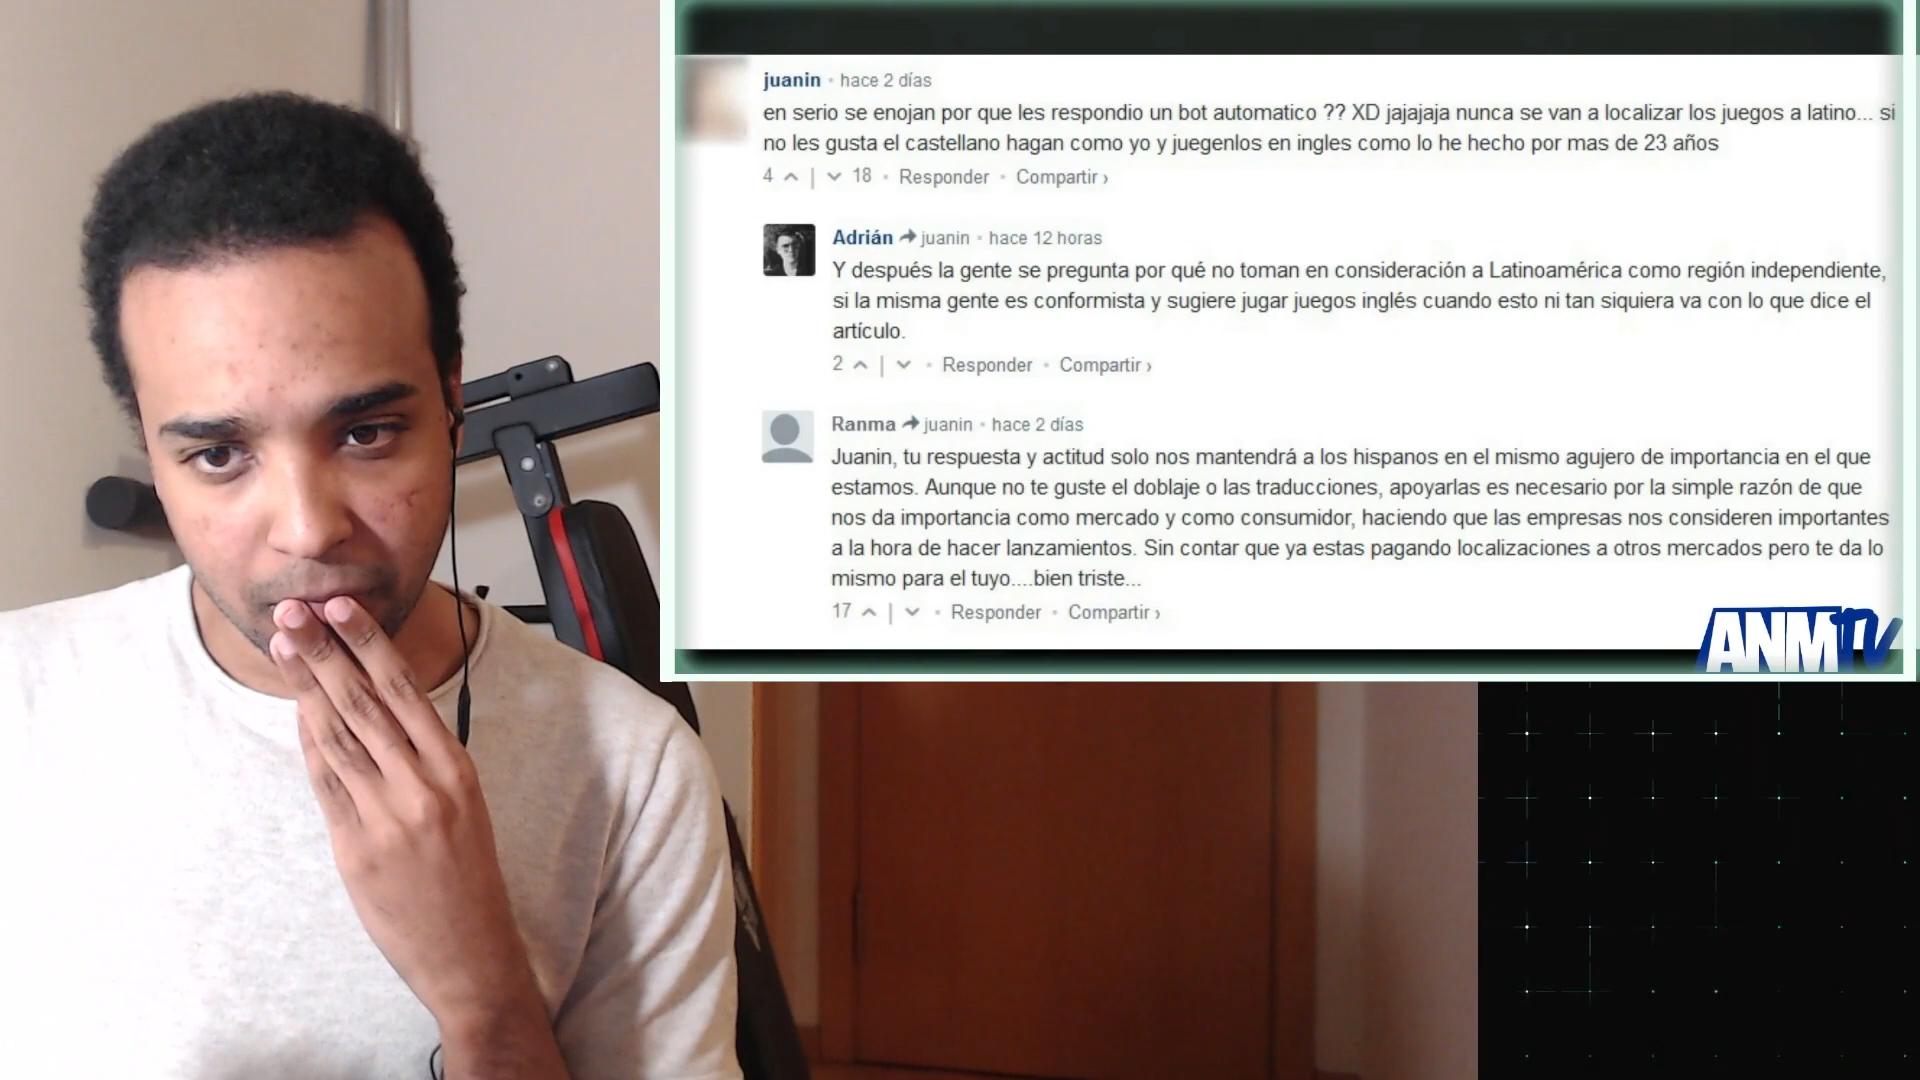 juanin • hace 2 días
en serio se enojan por que les respondio un bot automatico ?? XD jajajaja nunca se van a localizar los juegos a latino... si
no les gusta el castellano hagan como yo y juegenlos en ingles como lo he hecho por mas de 23 años
4 | 18 • Responder • Compartir ›
Adrián juanin • hace 12 horas
Y después la gente se pregunta por qué no toman en consideración a Latinoamérica como región independiente,
si la misma gente es conformista y sugiere jugar juegos inglés cuando esto ni tan siquiera va con lo que dice el
artículo.
2 | • Responder • Compartir ›
Ranma juanin • hace 2 días
Juanin, tu respuesta y actitud solo nos mantendrá a los hispanos en el mismo agujero de importancia en el que
estamos. Aunque no te guste el doblaje o las traducciones, apoyarlas es necesario por la simple razón de que
nos da importancia como mercado y como consumidor, haciendo que las empresas nos consideren importantes
a la hora de hacer lanzamientos. Sin contar que ya estas pagando localizaciones a otros mercados pero te da lo
mismo para el tuyo....bien triste...
17 | • Responder • Compartir ›
ANMTV